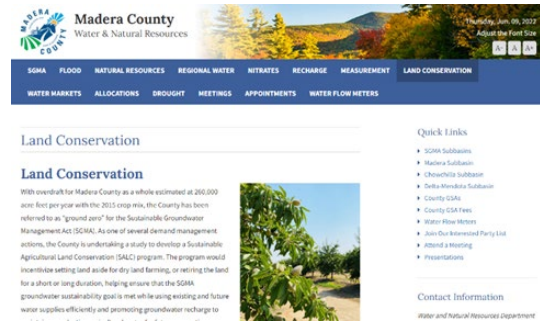 MADERA COUNTY
Madera County
Water & Natural Resources
Thursday, Jun. 09, 2022
Adjust the Font Size
A- A A+
SGMA FLOOD NATURAL RESOURCES REGIONAL WATER NITRATES RECHARGE MEASUREMENT LAND CONSERVATION
WATER MARKETS ALLOCATIONS DROUGHT MEETINGS APPOINTMENTS WATER FLOW METERS
Land Conservation
Land Conservation
With overdraft for Madera County as a whole estimated at 260,000
acre feet per year with the 2015 crop mix, the County has been
referred to as "ground zero" for the Sustainable Groundwater
Management Act (SGMA). As one of several demand management
actions, the County is undertaking a study to develop a Sustainable
Agricultural Land Conservation (SALC) program. The program would
incentivize setting land aside for dry land farming, or retiring the land
for a short or long duration, helping ensure that the SGMA
groundwater sustainability goal is met while using existing and future
water supplies efficiently and promoting groundwater recharge to
Quick Links
SGMA Subbasins
Madera Subbasin
Chowchilla Subbasin
Delta-Mendota Subbasin
County GSAs
County GSA Fees
Water Flow Meters
Join Our Interested Party List
Attend a Meeting
Presentations
Contact Information
Water and Natural Resources Department